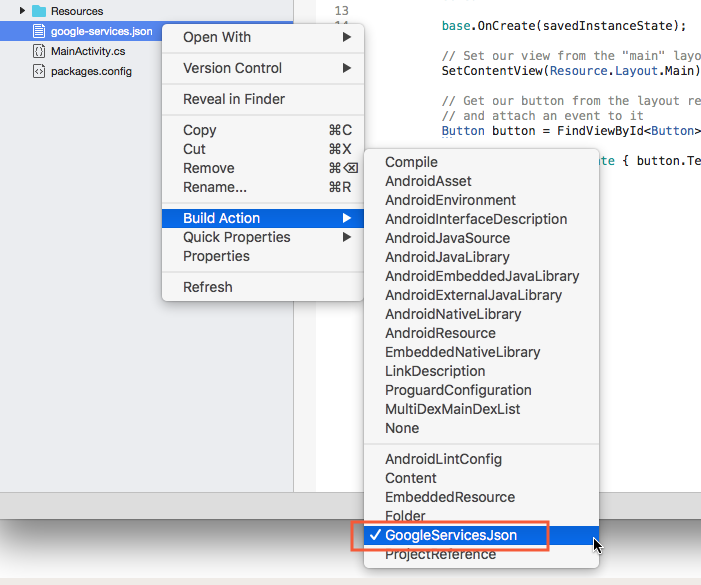 Resources
google-services.json
MainActivity.cs
packages.config
Open With
Version Control
Reveal in Finder
Copy ⌘C
Cut ⌘X
Remove ⌘⌫
Rename... ⌘R
Build Action
Quick Properties
Properties
Refresh
13
base.OnCreate(savedInstanceState);
// Set our view from the "main" layo
SetContentView(Resource.Layout.Main)
// Get our button from the layout re
// and attach an event to it
Button button = FindViewById<Button>
te { button.Te
Compile
AndroidAsset
AndroidEnvironment
AndroidInterfaceDescription
AndroidJavaSource
AndroidJavaLibrary
AndroidEmbeddedJavaLibrary
AndroidExternalJavaLibrary
AndroidNativeLibrary
AndroidResource
EmbeddedNativeLibrary
LinkDescription
ProguardConfiguration
MultiDexMainDexList
None
AndroidLintConfig
Content
EmbeddedResource
Folder
✓ GoogleServicesJson
ProjectReference